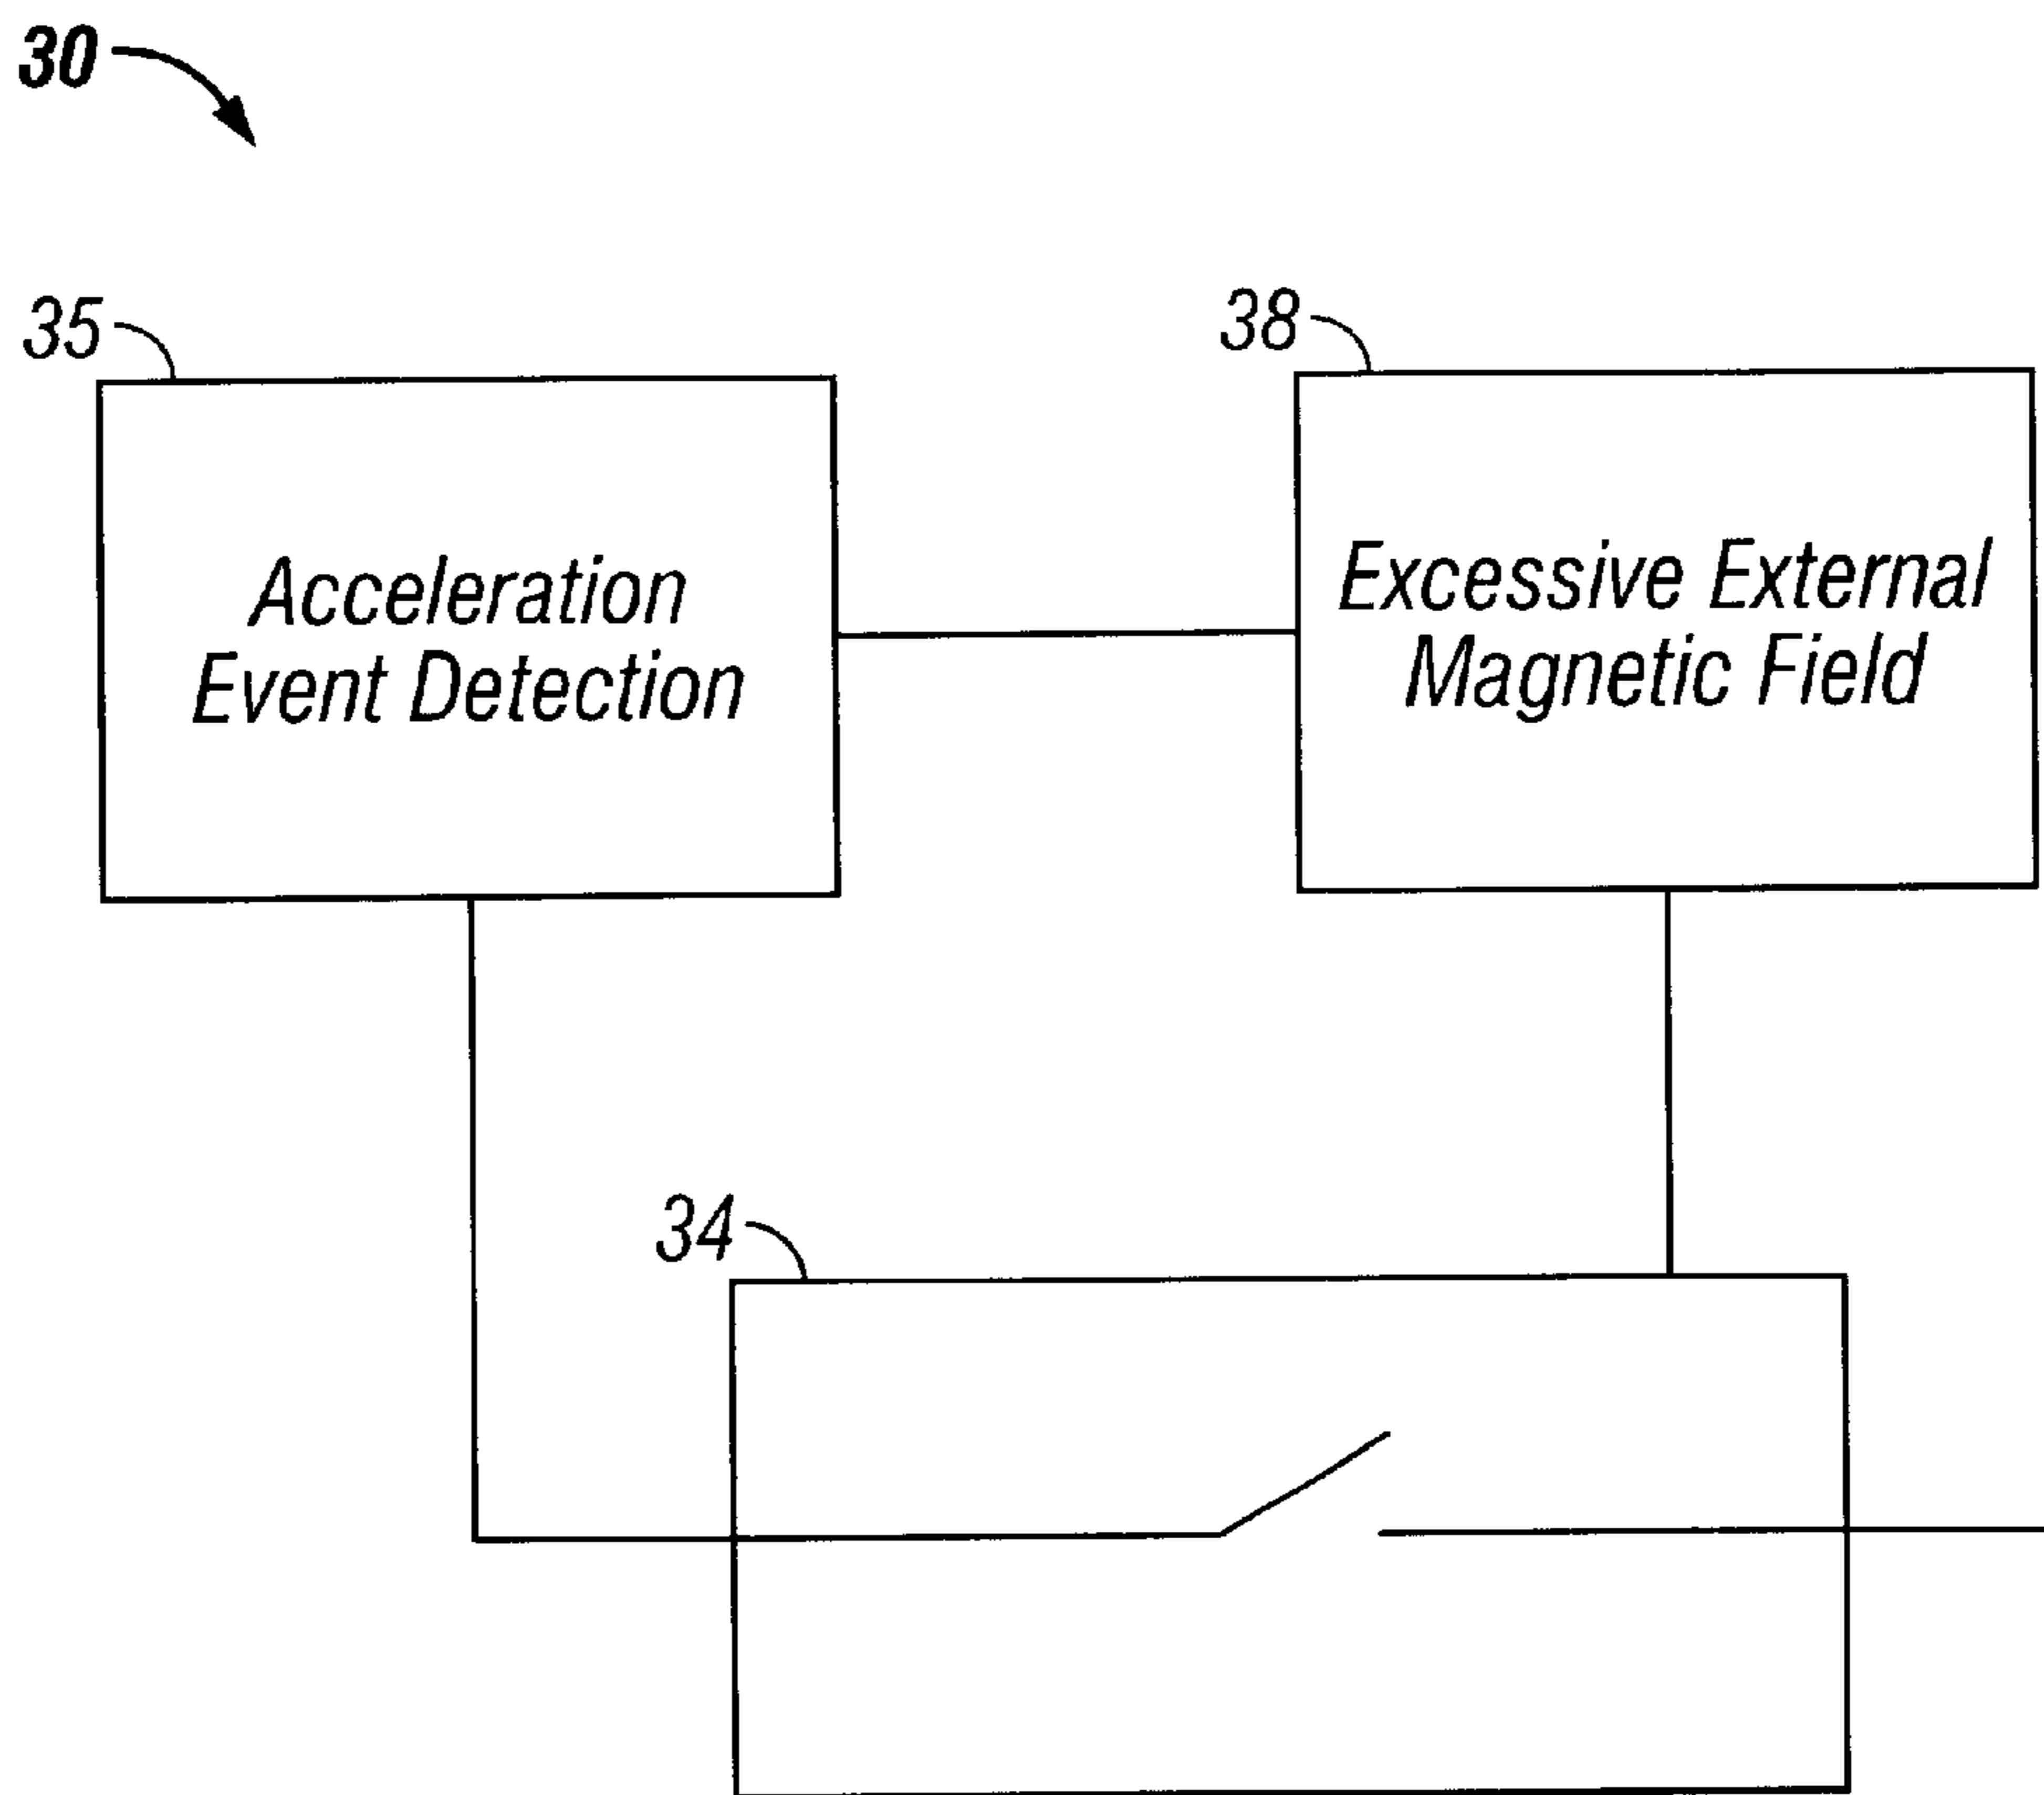 30
35
38
Acceleration
Event Detection
Excessive External
Magnetic Field
34